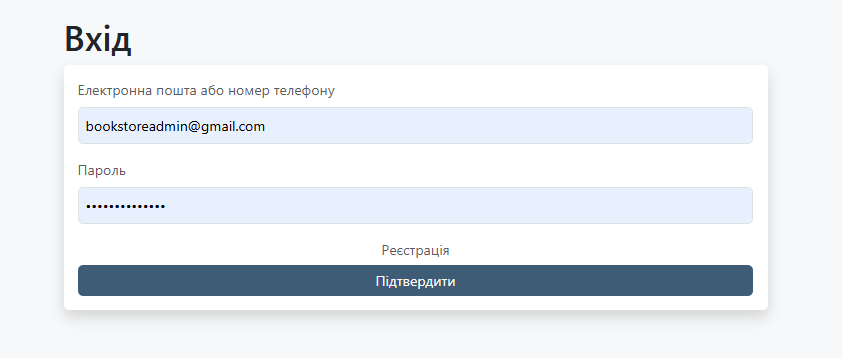 Вхід
Електронна пошта або номер телефону
bookstoreadmin@gmail.com
Пароль
••••••••••••••
Реєстрація
Підтвердити